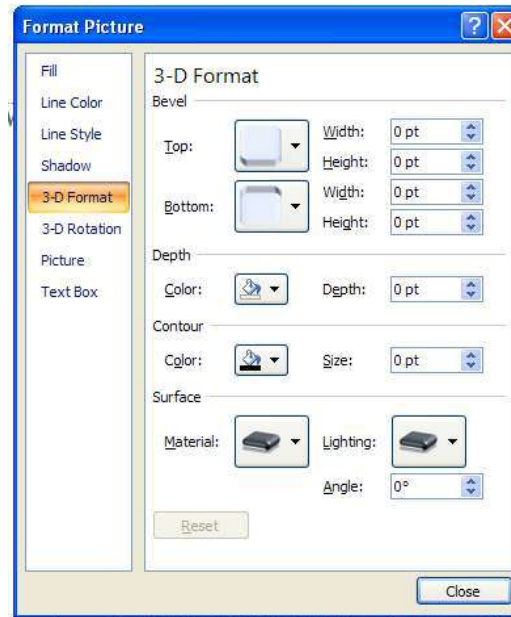 Format Picture
Fill
Line Color
Line Style
Shadow
3-D Format
3-D Rotation
Picture
Text Box
3-D Format
Bevel
Top:
Width: 0 pt
Height: 0 pt
Bottom:
Width: 0 pt
Height: 0 pt
Depth
Color:
Depth: 0 pt
Contour
Color:
Size: 0 pt
Surface
Material:
Lighting:
Angle: 0°
Reset
Close